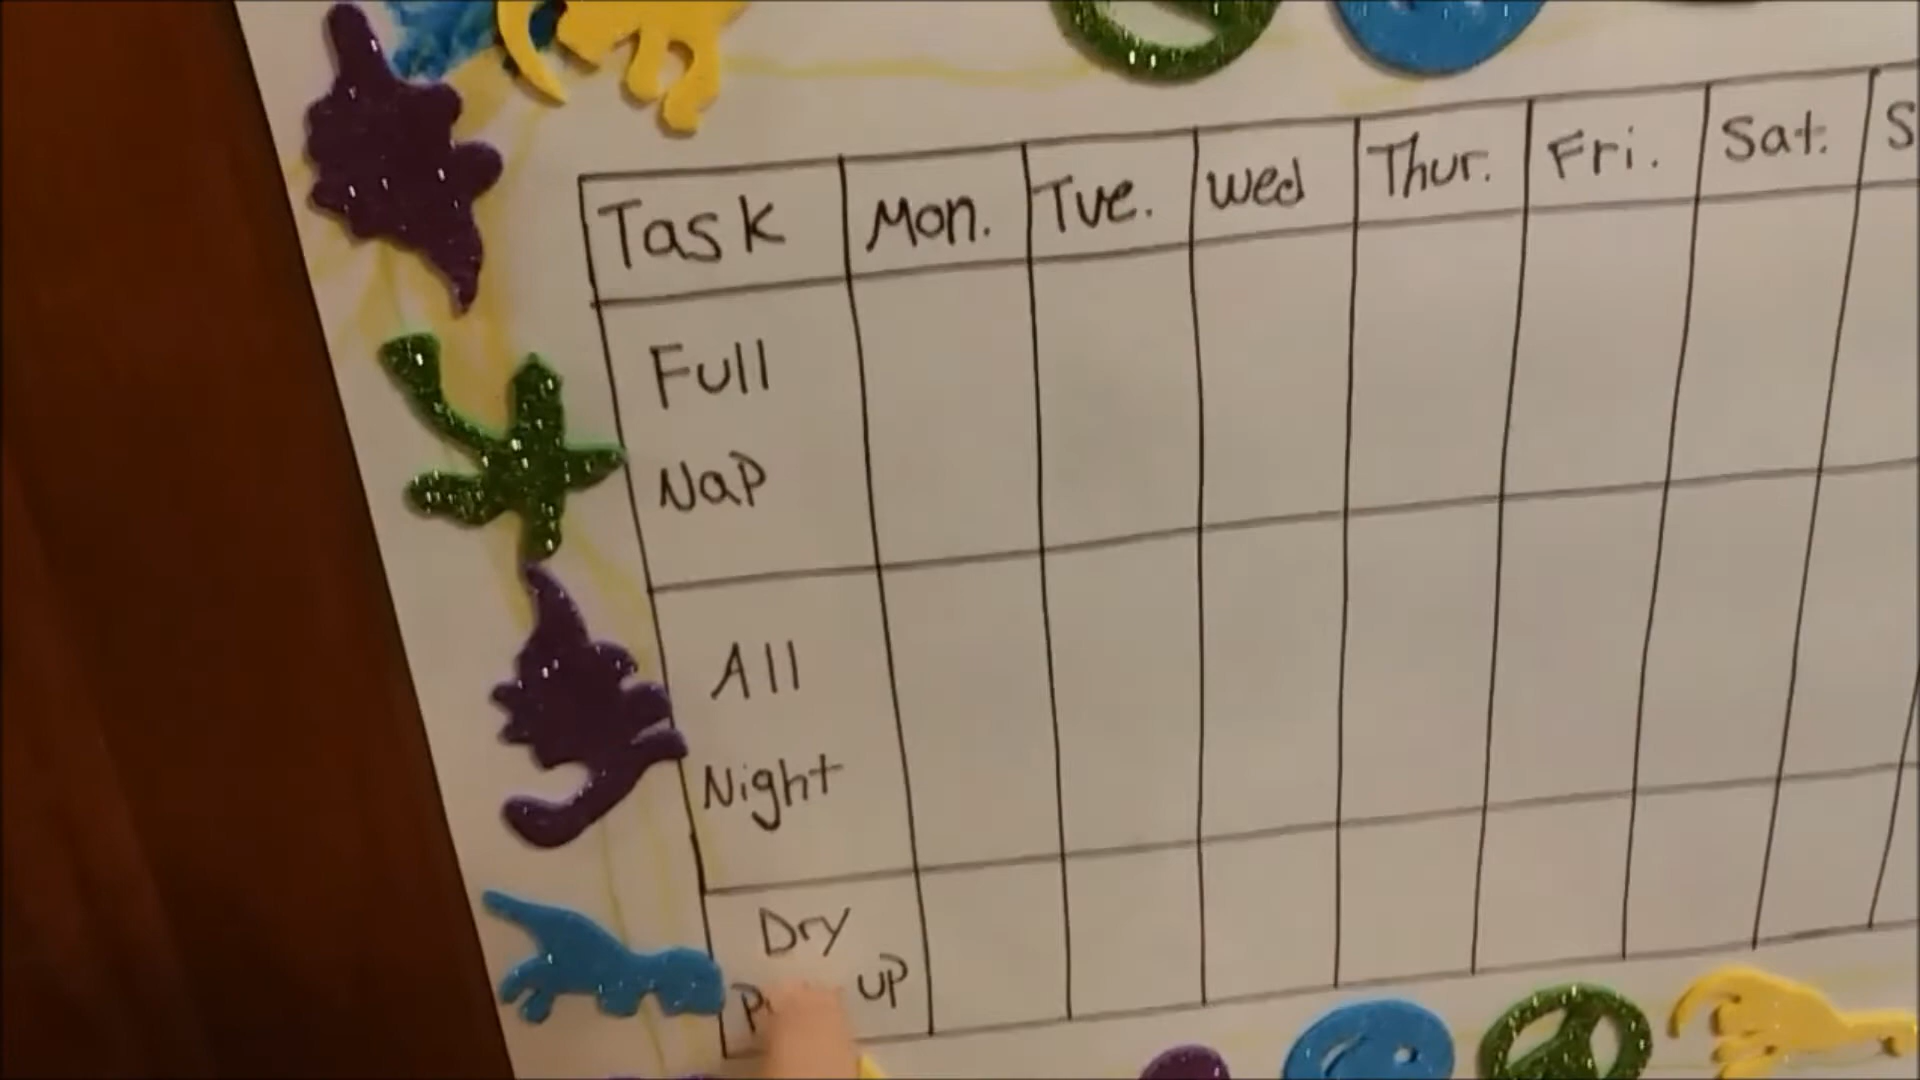 Task Mon. Tue. Wed Thur. Fri. Sat. S
Full
Nap
All
Night
Dry
up